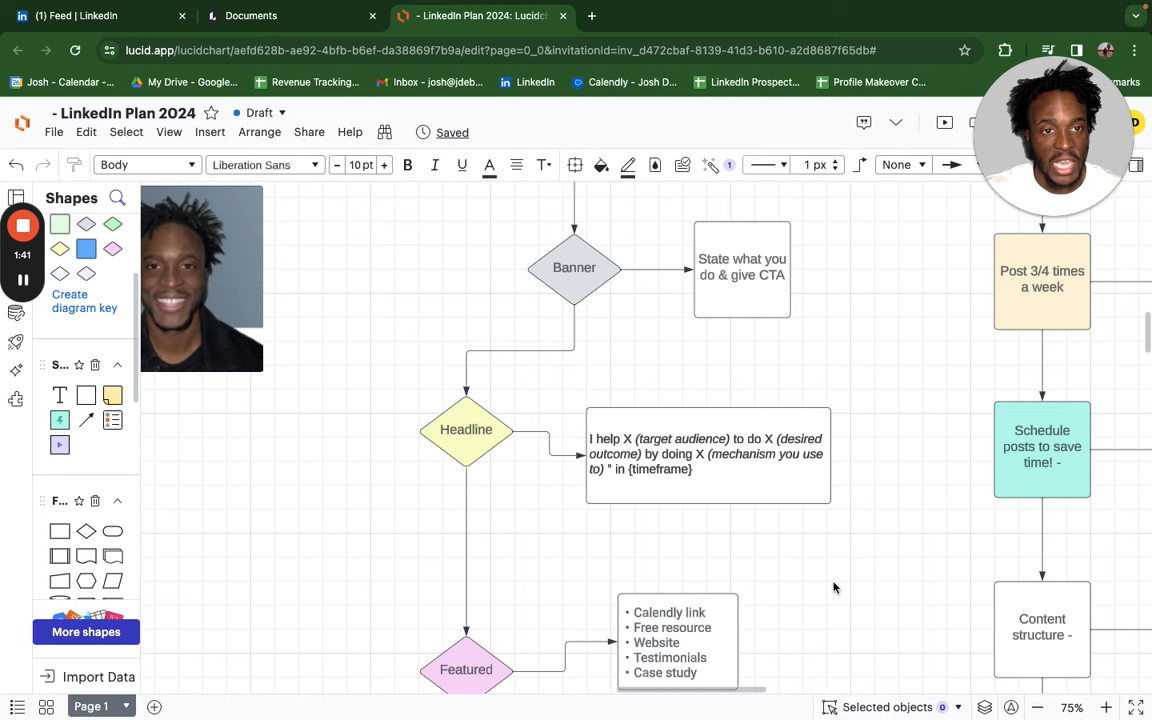 (1) Feed | LinkedIn
Documents
- LinkedIn Plan 2024: Lucidch
lucid.app/lucidchart/aefd628b-ae92-4bfb-b6ef-da38869f7b9a/edit?page=0_0&invitationId=inv_d472cbaf-8139-41d3-b610-a2d8687f65db#
Josh - Calendar -...
My Drive - Google...
Revenue Tracking...
Inbox - josh@jdeb...
LinkedIn
Calendly - Josh D...
LinkedIn Prospect...
Profile Makeover C...
- LinkedIn Plan 2024
Draft
File Edit Select View Insert Arrange Share Help
Saved
Body
Liberation Sans
10 pt
B I U A T
1
1 px
None
Shapes
1:41
Create
diagram key
S...
T
F...
More shapes
Import Data
Banner
State what you
do & give CTA
Headline
I help X (target audience) to do X (desired
outcome) by doing X (mechanism you use
to) " in {timeframe}
Featured
• Calendly link
• Free resource
• Website
• Testimonials
• Case study
Post 3/4 times
a week
Schedule
posts to save
time! -
Content
structure -
Page 1
Selected objects 0
75%